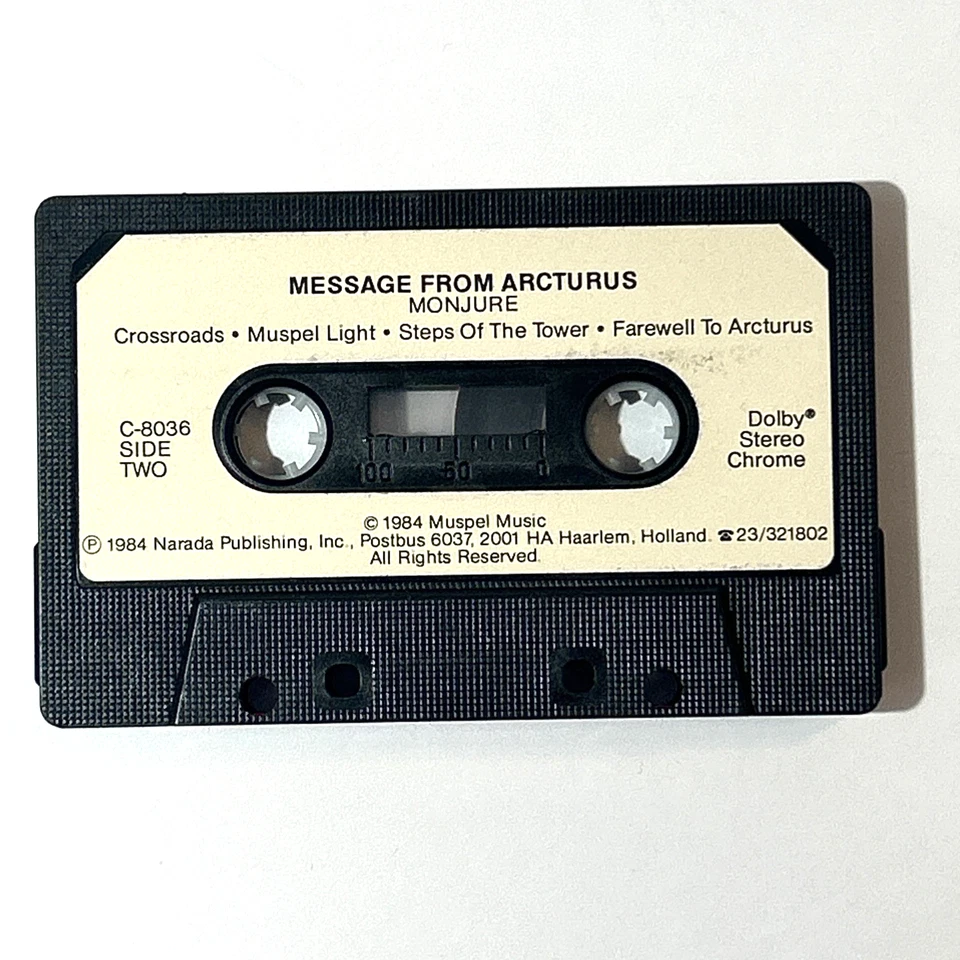 MESSAGE FROM ARCTURUS
MONJURE
Crossroads • Muspel Light • Steps Of The Tower • Farewell To Arcturus
C-8036
SIDE
TWO
100 50 0
Dolby®
Stereo
Chrome
© 1984 Muspel Music
℗ 1984 Narada Publishing, Inc., Postbus 6037, 2001 HA Haarlem, Holland. ☎23/321802
All Rights Reserved.